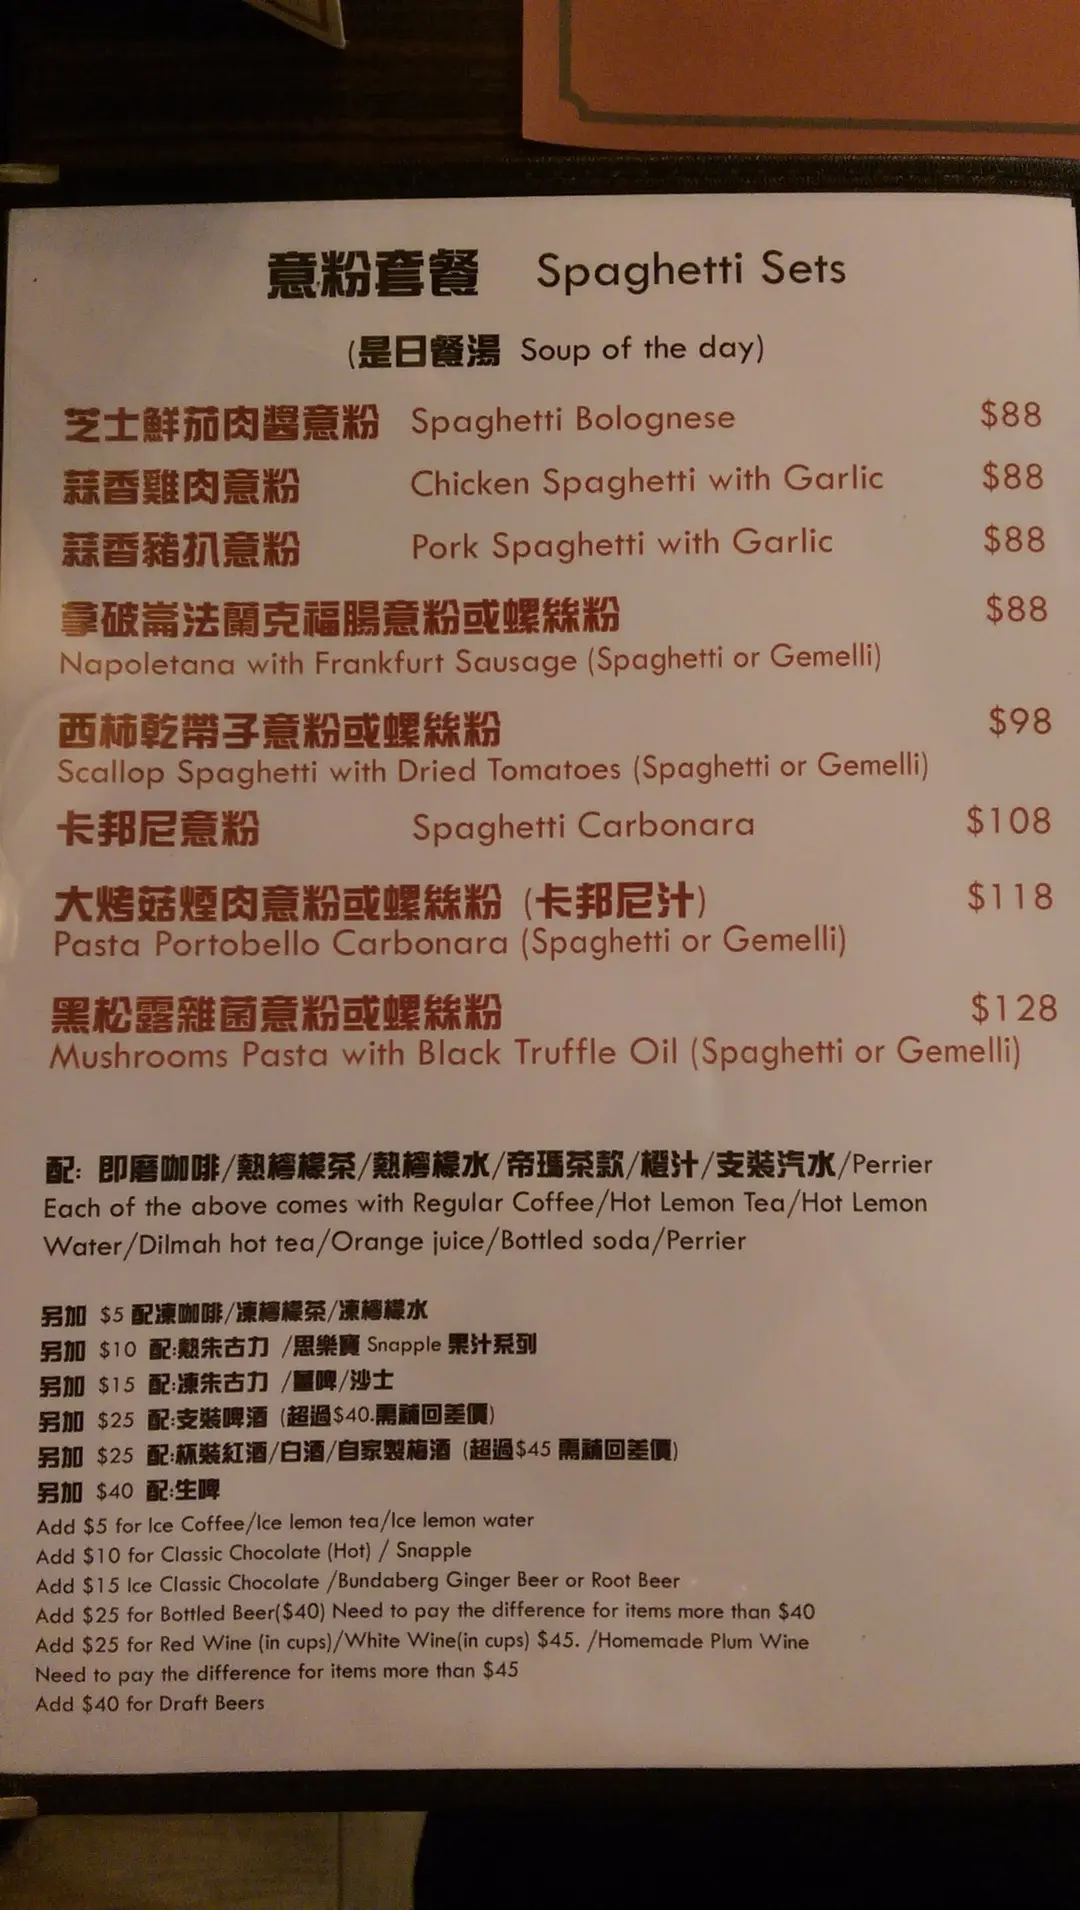 意粉套餐 Spaghetti Sets
(是日餐湯 Soup of the day)
芝士鮮茄肉醬意粉 Spaghetti Bolognese $88
蒜香雞肉意粉 Chicken Spaghetti with Garlic $88
蒜香豬扒意粉 Pork Spaghetti with Garlic $88
拿破崙法蘭克福腸意粉或螺絲粉 $88
Napoletana with Frankfurt Sausage (Spaghetti or Gemelli)
西柿乾帶子意粉或螺絲粉 $98
Scallop Spaghetti with Dried Tomatoes (Spaghetti or Gemelli)
卡邦尼意粉 Spaghetti Carbonara $108
大烤菇煙肉意粉或螺絲粉 (卡邦尼汁) $118
Pasta Portobello Carbonara (Spaghetti or Gemelli)
黑松露雜菌意粉或螺絲粉 $128
Mushrooms Pasta with Black Truffle Oil (Spaghetti or Gemelli)
配: 即磨咖啡/熱檸檬茶/熱檸檬水/帝瑪茶款/橙汁/支裝汽水/Perrier
Each of the above comes with Regular Coffee/Hot Lemon Tea/Hot Lemon
Water/Dilmah hot tea/Orange juice/Bottled soda/Perrier
另加 $5 配凍咖啡/凍檸檬茶/凍檸檬水
另加 $10 配:熱朱古力 /思樂寶 Snapple 果汁系列
另加 $15 配:凍朱古力 /薑啤/沙士
另加 $25 配:支裝啤酒 (超過$40.需補回差價)
另加 $25 配:杯裝紅酒/白酒/自家製梅酒 (超過$45 需補回差價)
另加 $40 配:生啤
Add $5 for Ice Coffee/Ice lemon tea/Ice lemon water
Add $10 for Classic Chocolate (Hot) / Snapple
Add $15 Ice Classic Chocolate /Bundaberg Ginger Beer or Root Beer
Add $25 for Bottled Beer($40) Need to pay the difference for items more than $40
Add $25 for Red Wine (in cups)/White Wine(in cups) $45. /Homemade Plum Wine
Need to pay the difference for items more than $45
Add $40 for Draft Beers